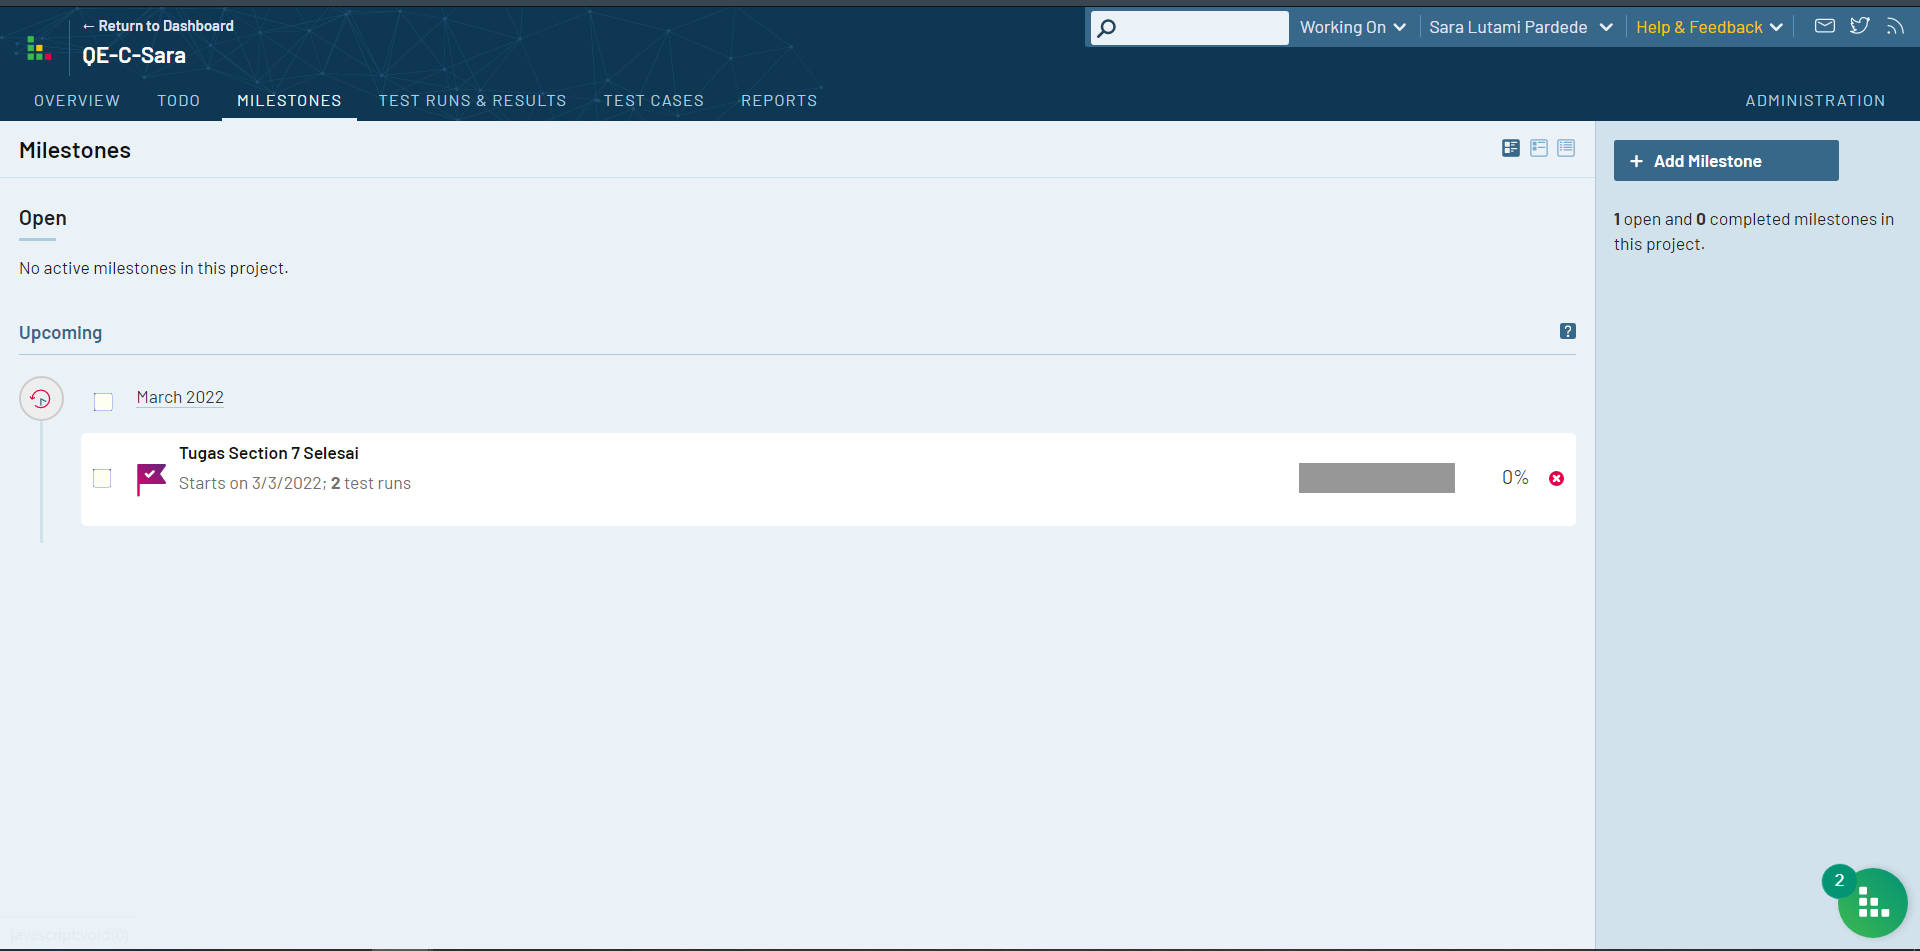 ← Return to Dashboard
QE-C-Sara
Working On
Sara Lutami Pardede
Help & Feedback
OVERVIEW
TODO
MILESTONES
TEST RUNS & RESULTS
TEST CASES
REPORTS
ADMINISTRATION
Milestones
+ Add Milestone
1 open and 0 completed milestones in
this project.
Open
No active milestones in this project.
Upcoming
?
March 2022
Tugas Section 7 Selesai
Starts on 3/3/2022; 2 test runs
0%
2
javascript:void(0)